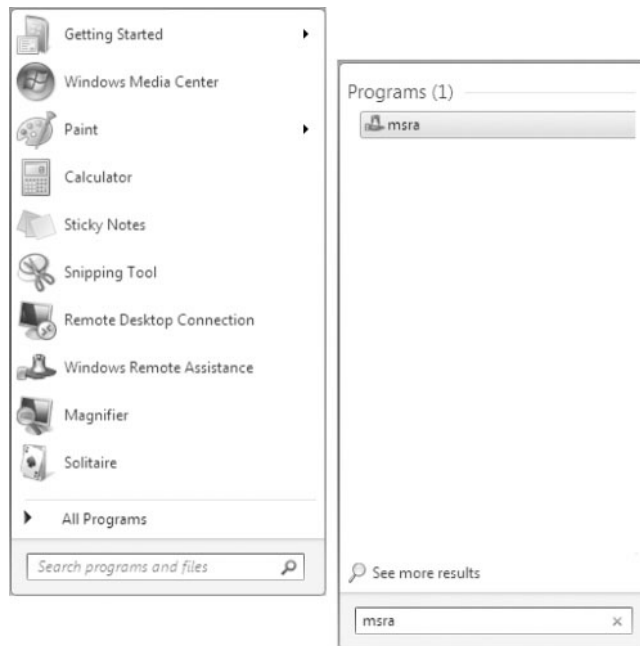 Getting Started
Windows Media Center
Paint
Calculator
Sticky Notes
Snipping Tool
Remote Desktop Connection
Windows Remote Assistance
Magnifier
Solitaire
All Programs
Search programs and files
Programs (1)
msra
See more results
msra